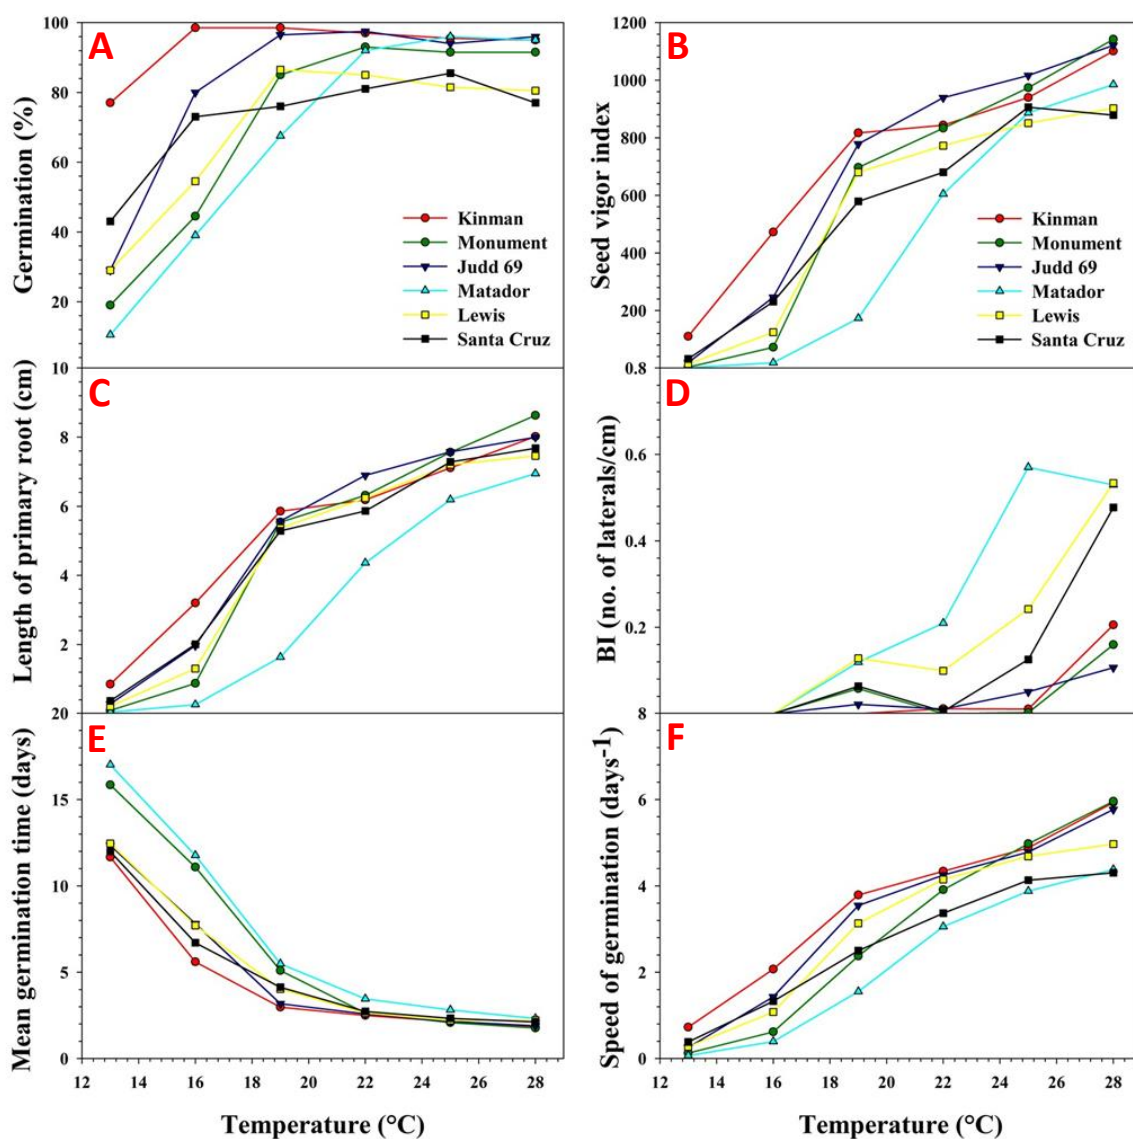 A
Germination (%)
100
80
60
40
20
Kinman
Monument
Judd 69
Matador
Lewis
Santa Cruz
B
Seed vigor index
1200
1000
800
600
400
200
Kinman
Monument
Judd 69
Matador
Lewis
Santa Cruz
C
Length of primary root (cm)
10
8
6
4
2
D
BI (no. of laterals/cm)
0.8
0.6
0.4
0.2
E
Mean germination time (days)
20
15
10
5
0
12 14 16 18 20 22 24 26 28
Temperature (°C)
F
Speed of germination (days-1)
8
6
4
2
0
12 14 16 18 20 22 24 26 28
Temperature (°C)